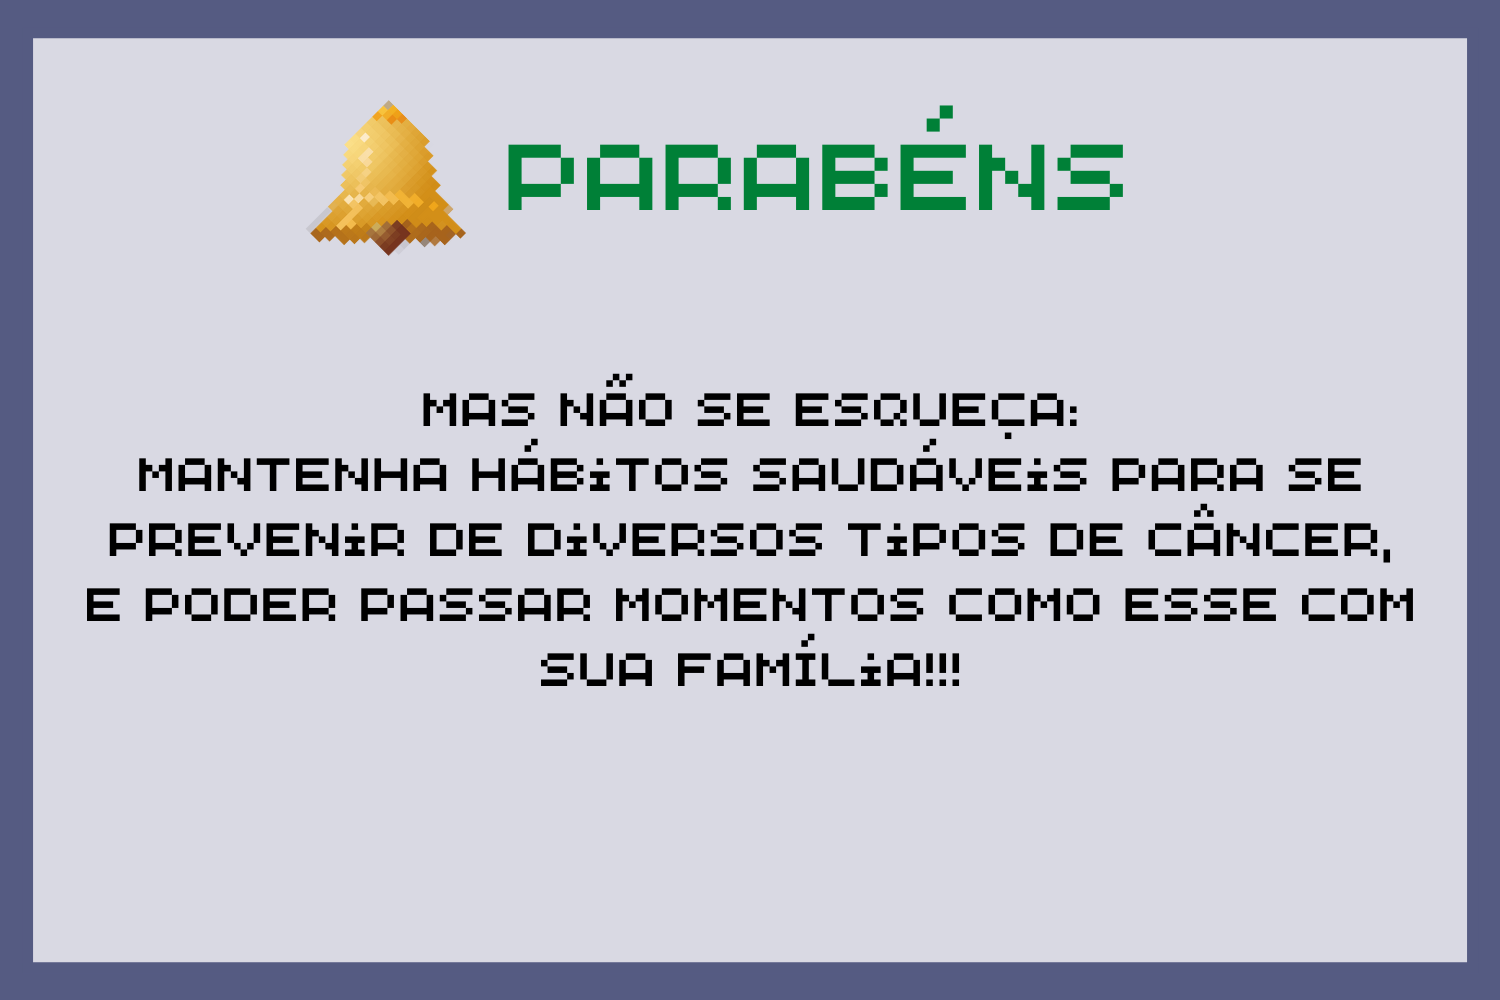 PARABÉNS
MAS NÃO SE ESQUEÇA:
MANTENHA HÁBITOS SAUDÁVEIS PARA SE
PREVENIR DE DIVERSOS TIPOS DE CÂNCER,
E PODER PASSAR MOMENTOS COMO ESSE COM
SUA FAMÍLIA!!!